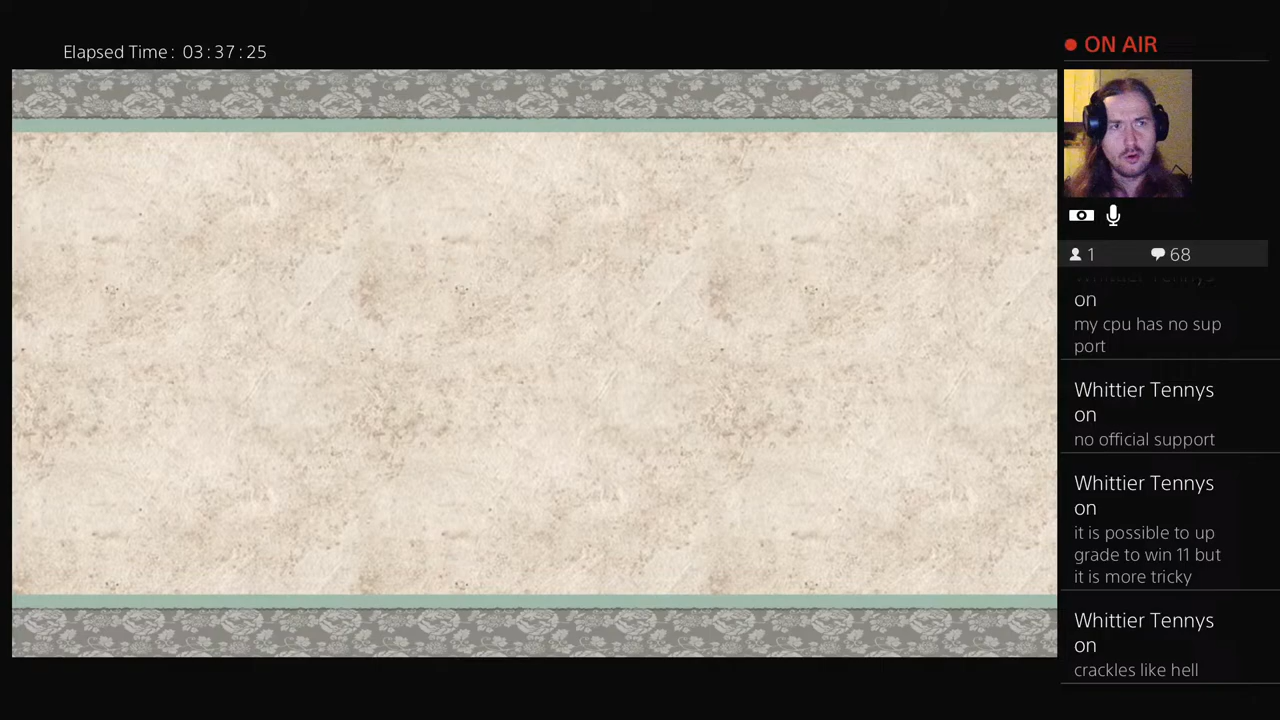 Elapsed Time: 03:37:25
ON AIR
1 68
on
my cpu has no sup
port
Whittier Tennys
on
no official support
Whittier Tennys
on
it is possible to up
grade to win 11 but
it is more tricky
Whittier Tennys
on
crackles like hell